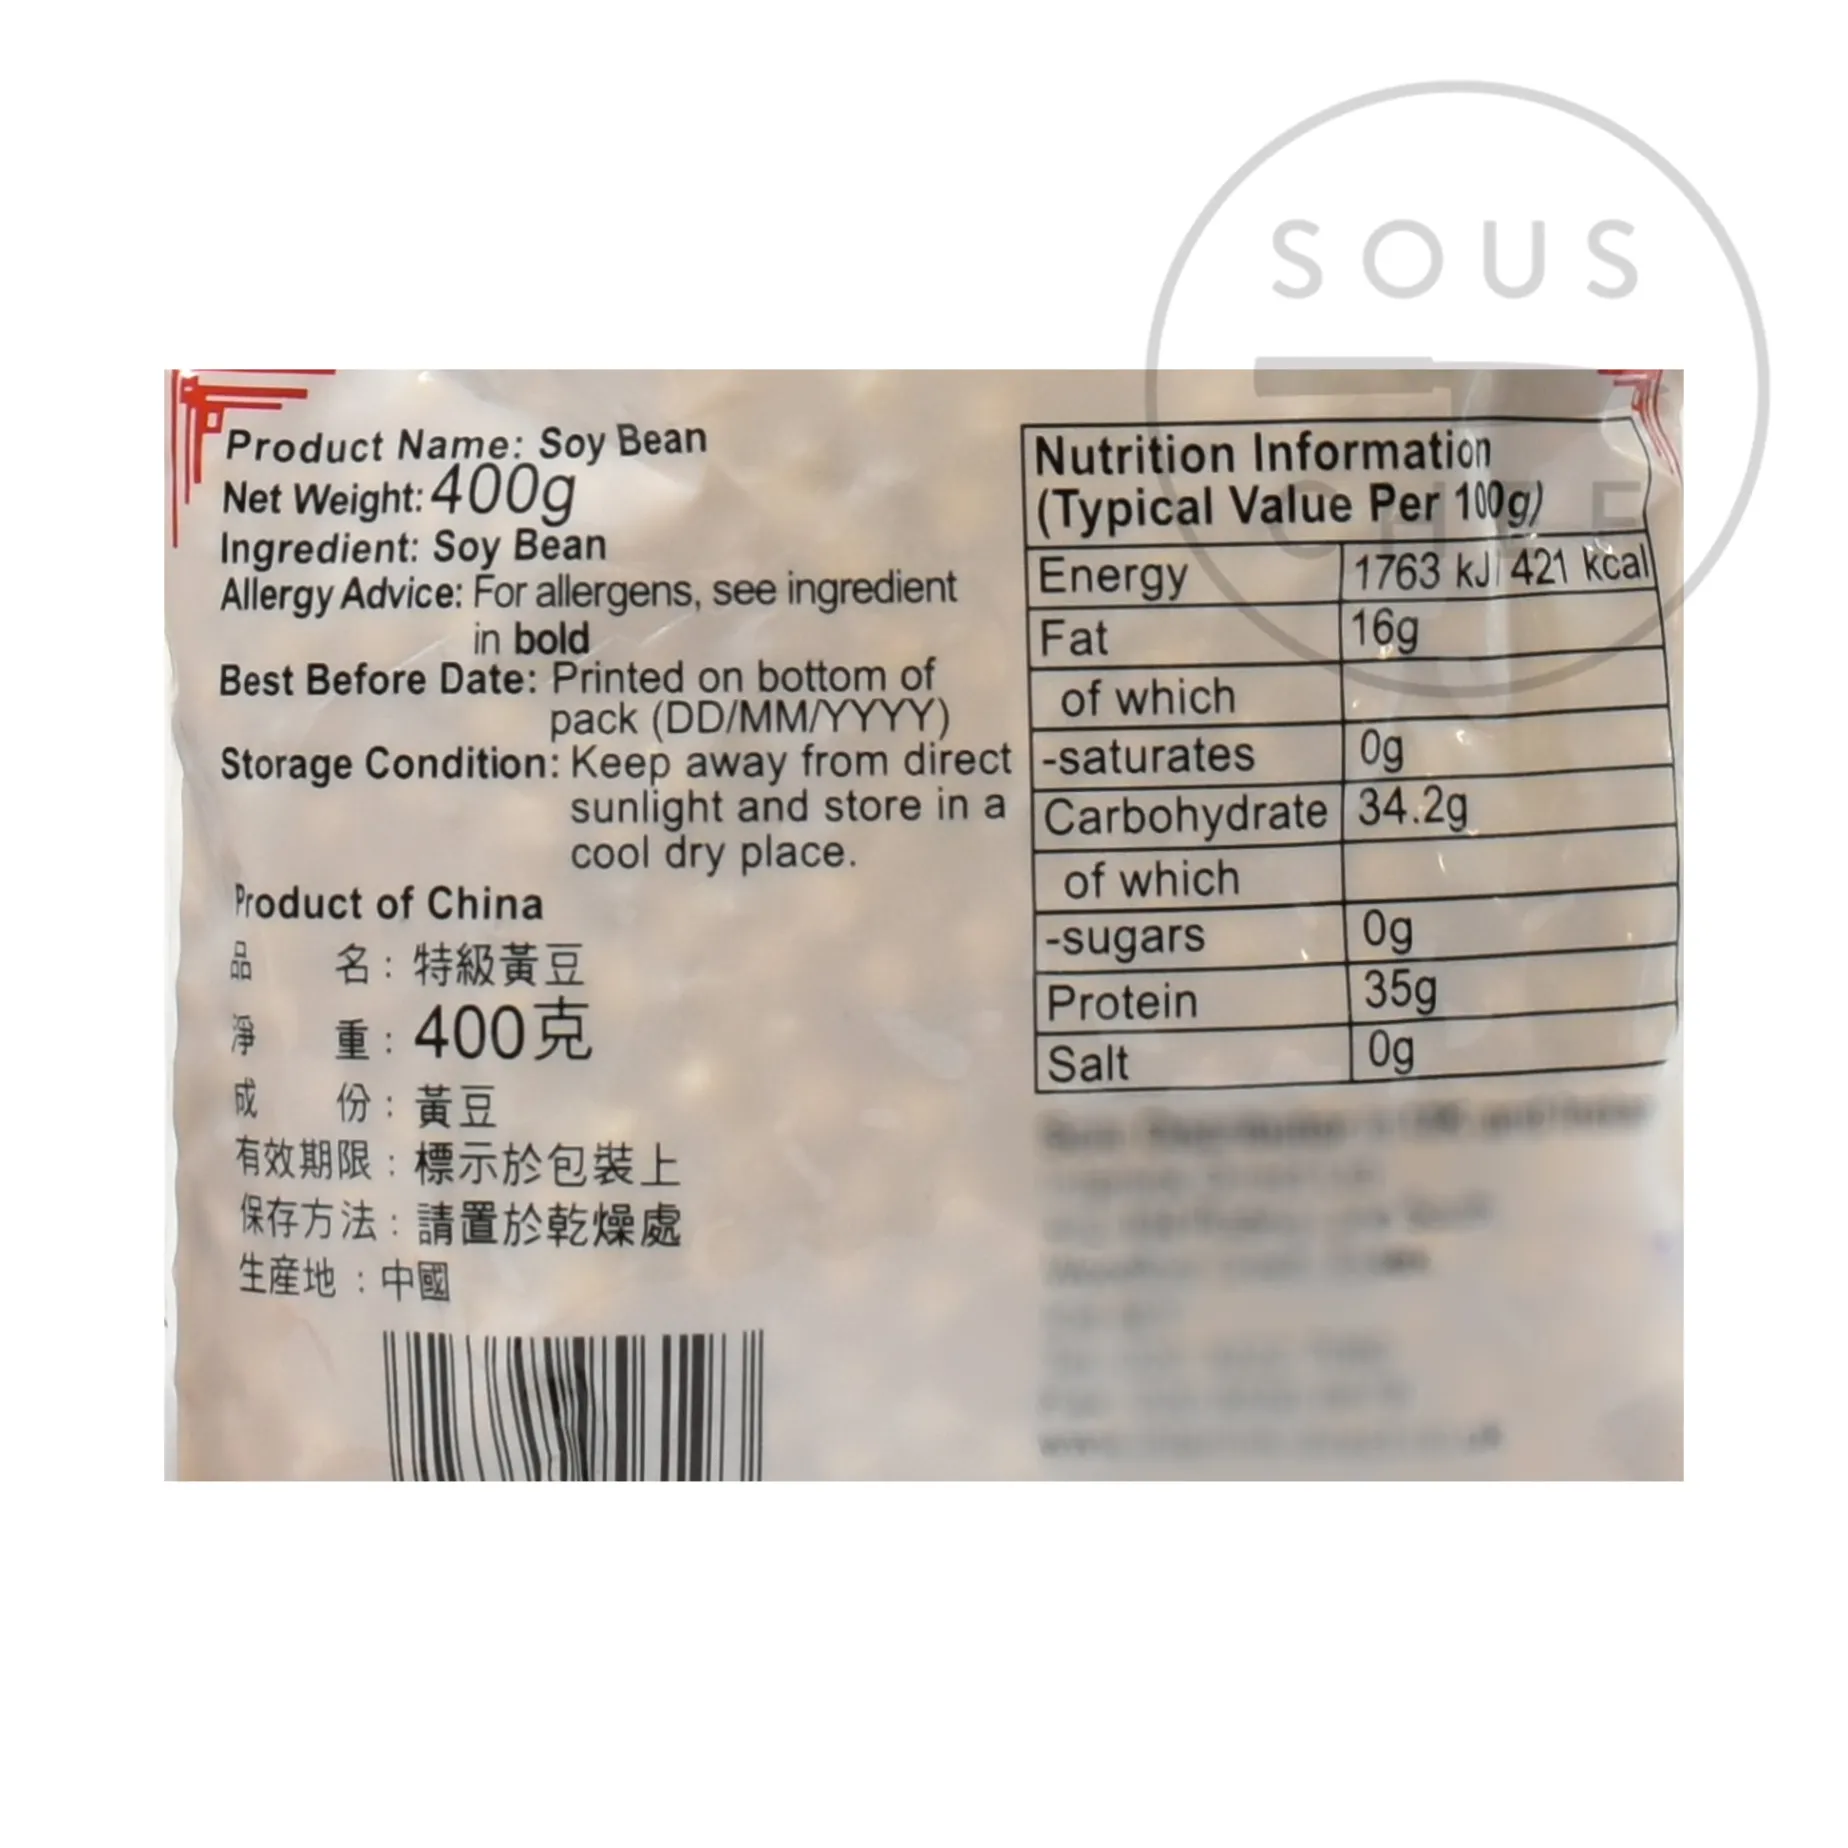 SOUS
CHEF
Product Name: Soy Bean
Net Weight: 400g
Ingredient: Soy Bean
Allergy Advice: For allergens, see ingredient
in bold
Best Before Date: Printed on bottom of
pack (DD/MM/YYYY)
Storage Condition: Keep away from direct
sunlight and store in a
cool dry place.
Product of China
品 名：特級黃豆
淨 重：400克
成 份：黃豆
有效期限：標示於包裝上
保存方法：請置於乾燥處
生産地：中國
Nutrition Information
(Typical Value Per 100g)
Energy 1763 kJ/ 421 kcal
Fat 16g
of which
-saturates 0g
Carbohydrate 34.2g
of which
-sugars 0g
Protein 35g
Salt 0g